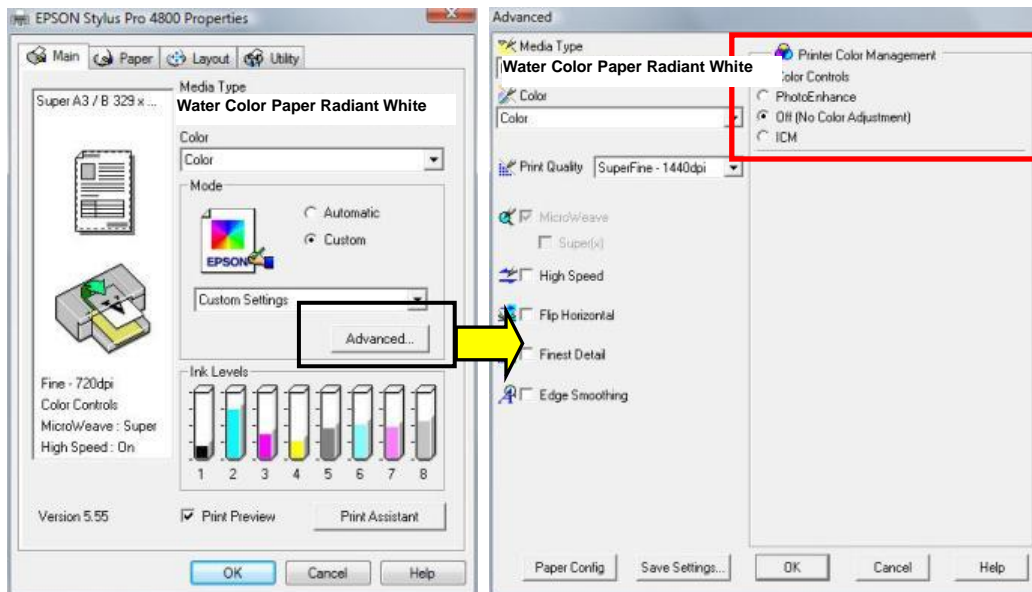 EPSON Stylus Pro 4800 Properties
Main
Paper
Layout
Utility
Super A3 / B 329 x ...
Media Type
Water Color Paper Radiant White
Color
Color
Mode
Automatic
Custom
EPSON
Custom Settings
Advanced...
Ink Levels
1 2 3 4 5 6 7 8
Fine - 720dpi
Color Controls
MicroWeave : Super
High Speed : On
Version 5.55
Print Preview
Print Assistant
OK
Cancel
Help
Advanced
Media Type
Water Color Paper Radiant White
Color
Color
Print Quality
SuperFine - 1440dpi
MicroWeave
Super(x)
High Speed
Flip Horizontal
Finest Detail
Edge Smoothing
Printer Color Management
Color Controls
PhotoEnhance
Off (No Color Adjustment)
ICM
Paper Config
Save Settings...
OK
Cancel
Help